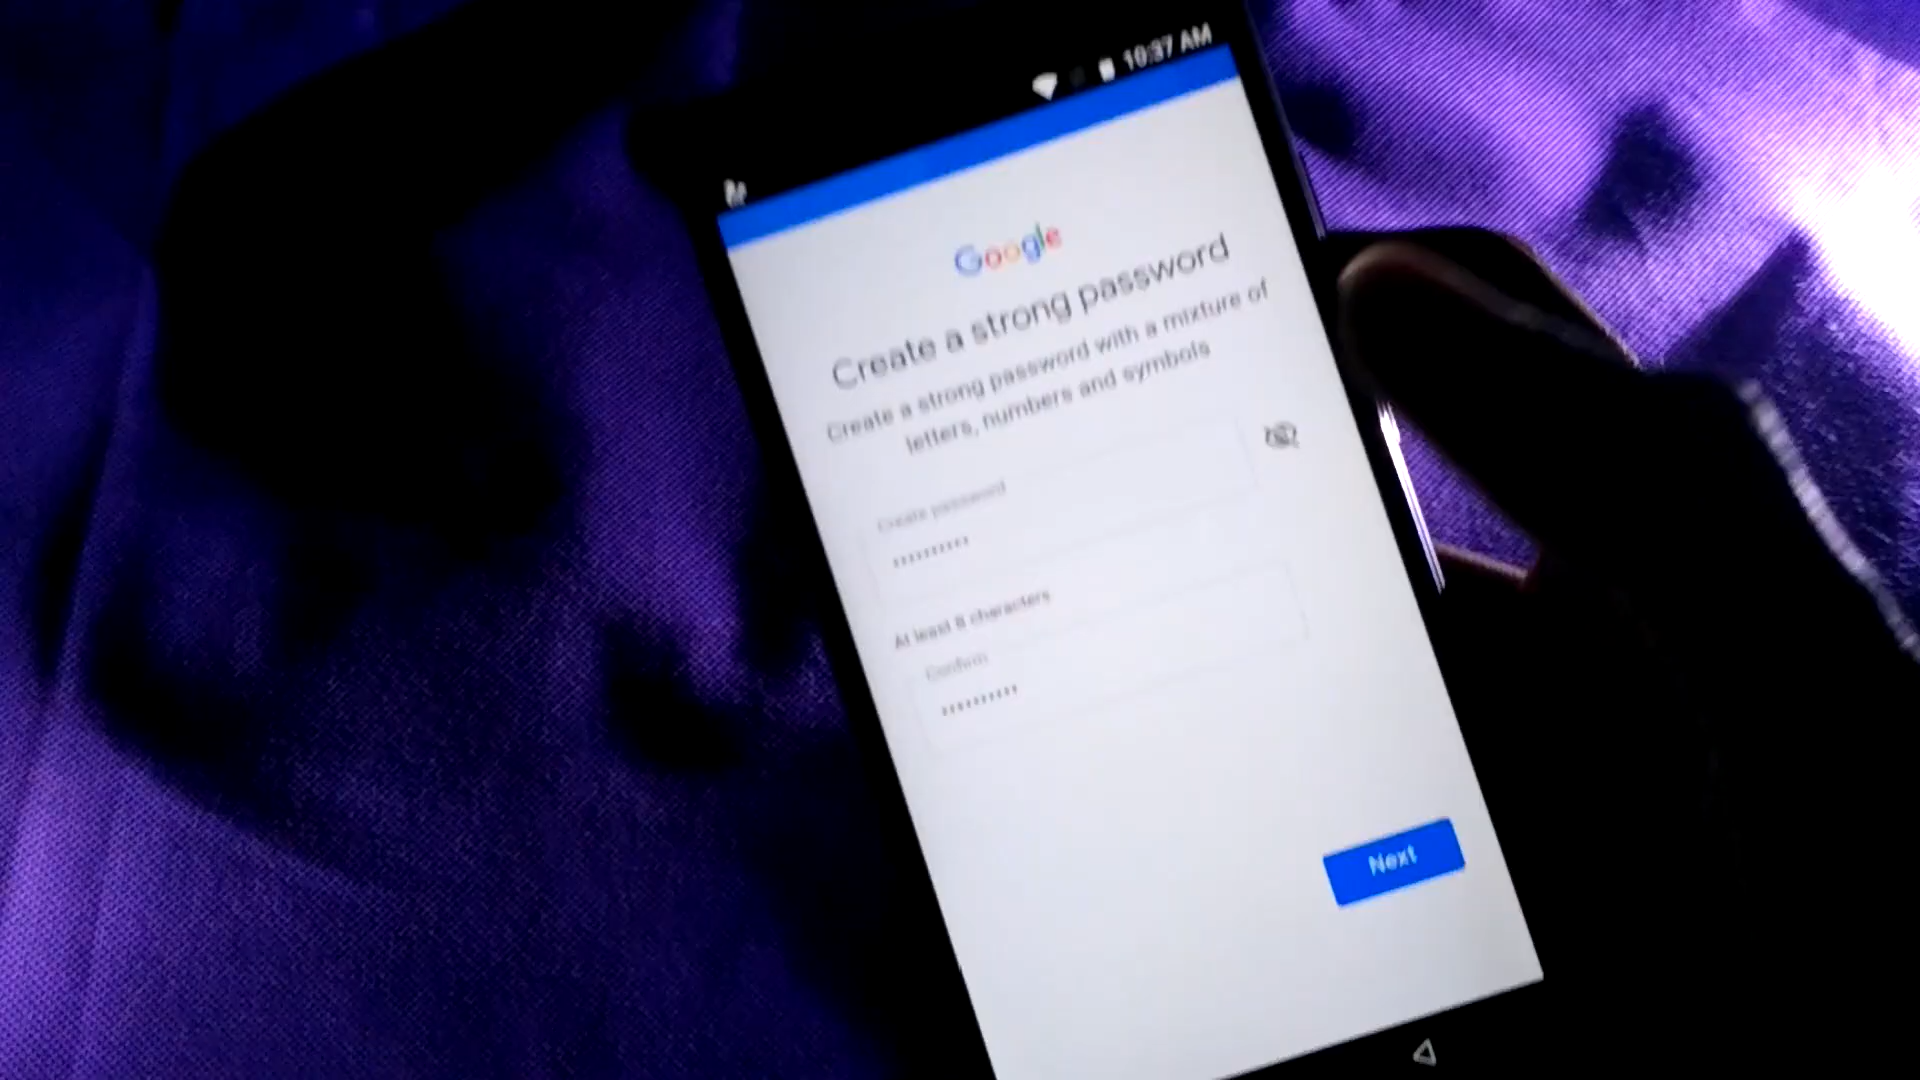 10:37 AM
Google
Create a strong password
Create a strong password with a mixture of
letters, numbers and symbols
Create password
••••••••••
At least 8 characters
Confirm
••••••••••
Next